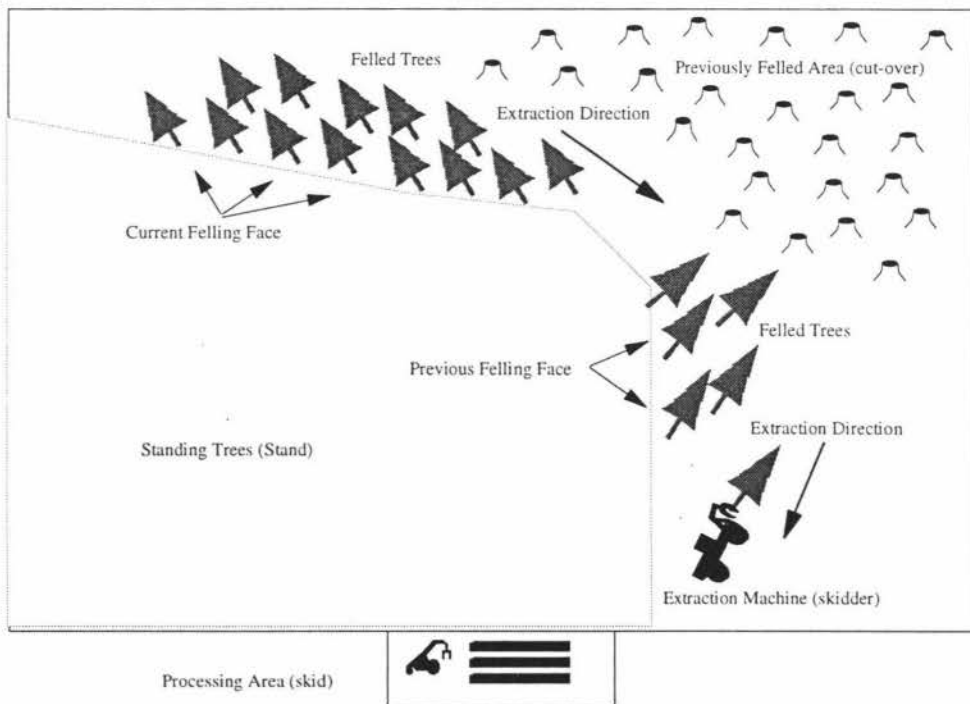 Felled Trees
Previously Felled Area (cut-over)
Extraction Direction
Current Felling Face
Felled Trees
Previous Felling Face
Extraction Direction
Standing Trees (Stand)
Extraction Machine (skidder)
Processing Area (skid)